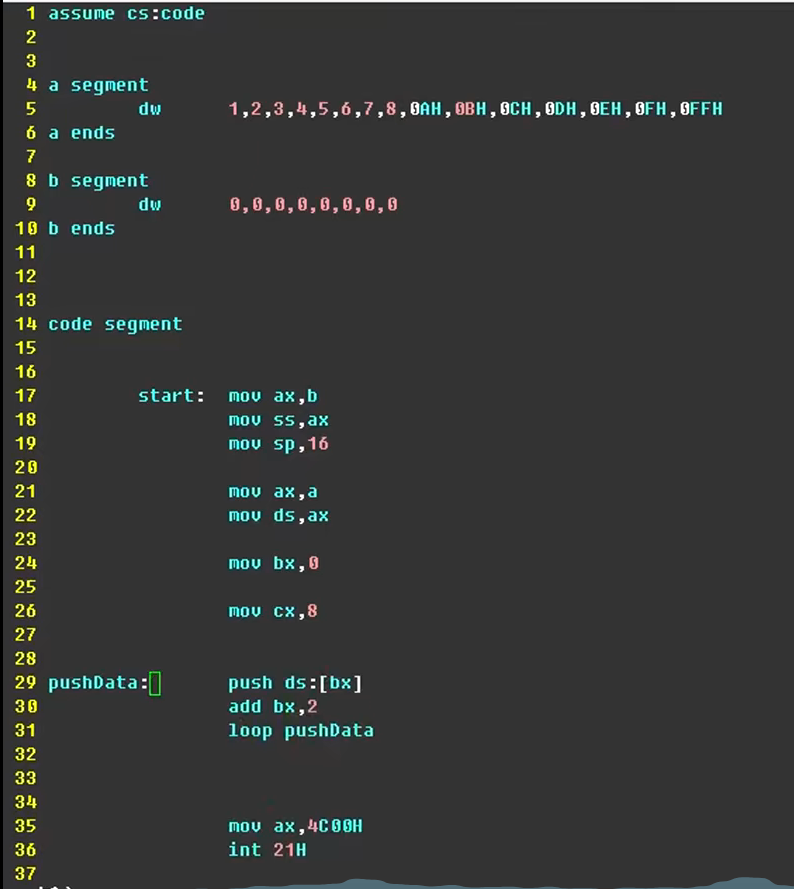 1 assume cs:code
2
3
4 a segment
5 dw 1,2,3,4,5,6,7,8,0AH,0BH,0CH,0DH,0EH,0FH,0FFH
6 a ends
7
8 b segment
9 dw 0,0,0,0,0,0,0,0
10 b ends
11
12
13
14 code segment
15
16
17 start: mov ax,b
18 mov ss,ax
19 mov sp,16
20
21 mov ax,a
22 mov ds,ax
23
24 mov bx,0
25
26 mov cx,8
27
28
29 pushData: push ds:[bx]
30 add bx,2
31 loop pushData
32
33
34
35 mov ax,4C00H
36 int 21H
37